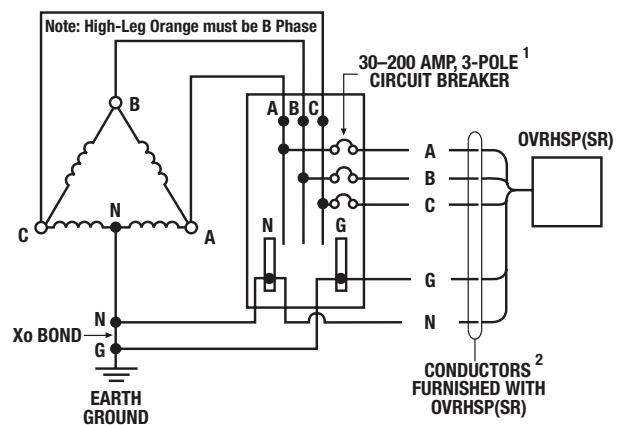 Note: High-Leg Orange must be B Phase
30–200 AMP, 3-POLE 1
CIRCUIT BREAKER
B
A B C
OVRHSP(SR)
A
B
C
N
C
A
N G
G
N
N
Xo BOND
G
EARTH
GROUND
CONDUCTORS 2
FURNISHED WITH
OVRHSP(SR)